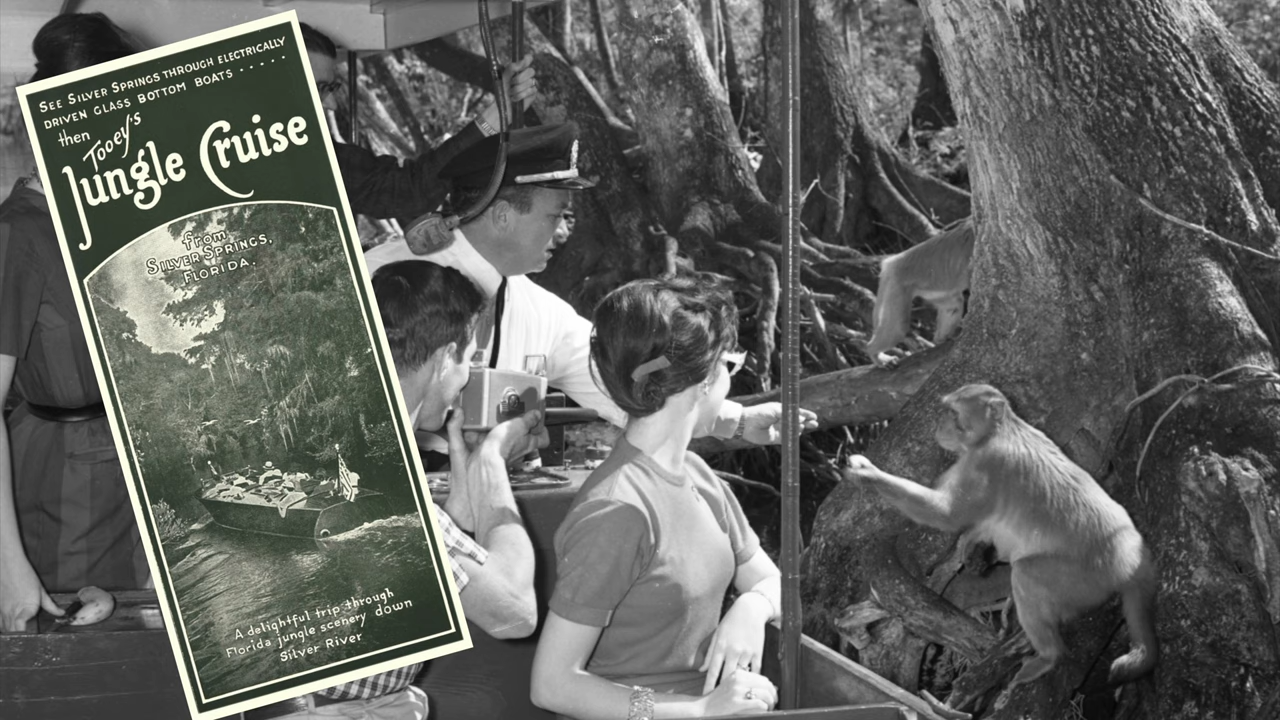 SEE SILVER SPRINGS THROUGH ELECTRICALLY
DRIVEN GLASS BOTTOM BOATS . . . . .
then Tooey's
Jungle Cruise
from
SILVER SPRINGS,
FLORIDA.
A delightful trip through
Florida jungle scenery down
Silver River